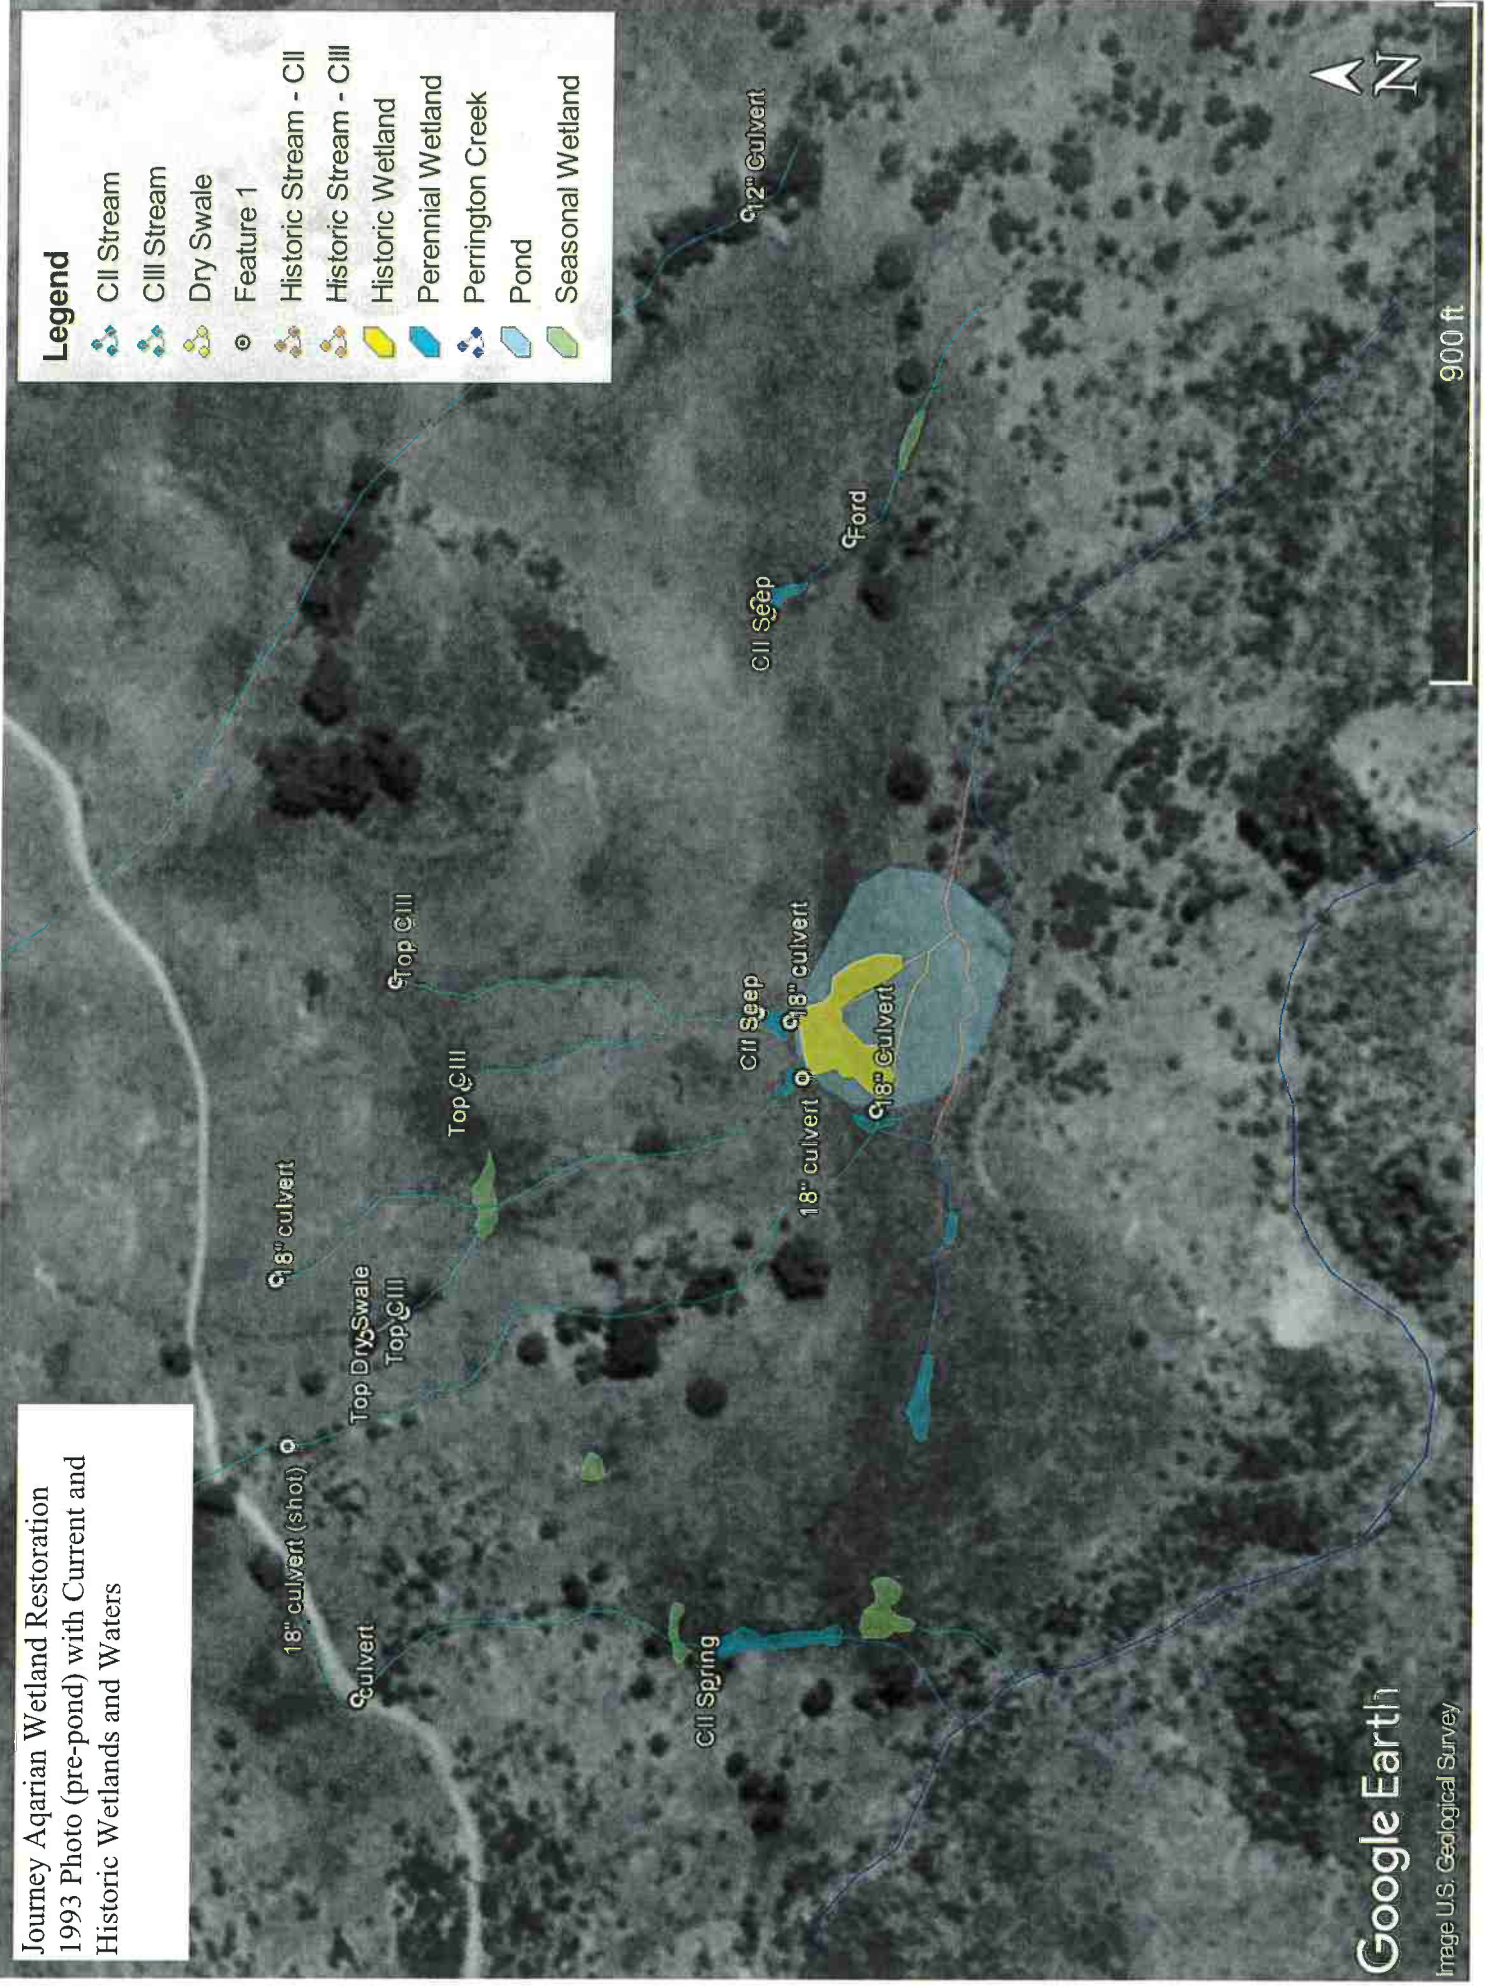 Journey Aqarian Wetland Restoration
1993 Photo (pre-pond) with Current and
Historic Wetlands and Waters
Legend
CII Stream
CIII Stream
Dry Swale
Feature 1
Historic Stream - CII
Historic Stream - CIII
Historic Wetland
Perennial Wetland
Perrington Creek
Pond
Seasonal Wetland
18" culvert (shot)
culvert
18" culvert
Top Dry Swale
Top CIII
Top CIII
Top CIII
CII Spring
18" culvert
CII Seep
18" culvert
18" Culvert
CII Seep
Ford
12" Culvert
Google Earth
Image U.S. Geological Survey
N
900 ft